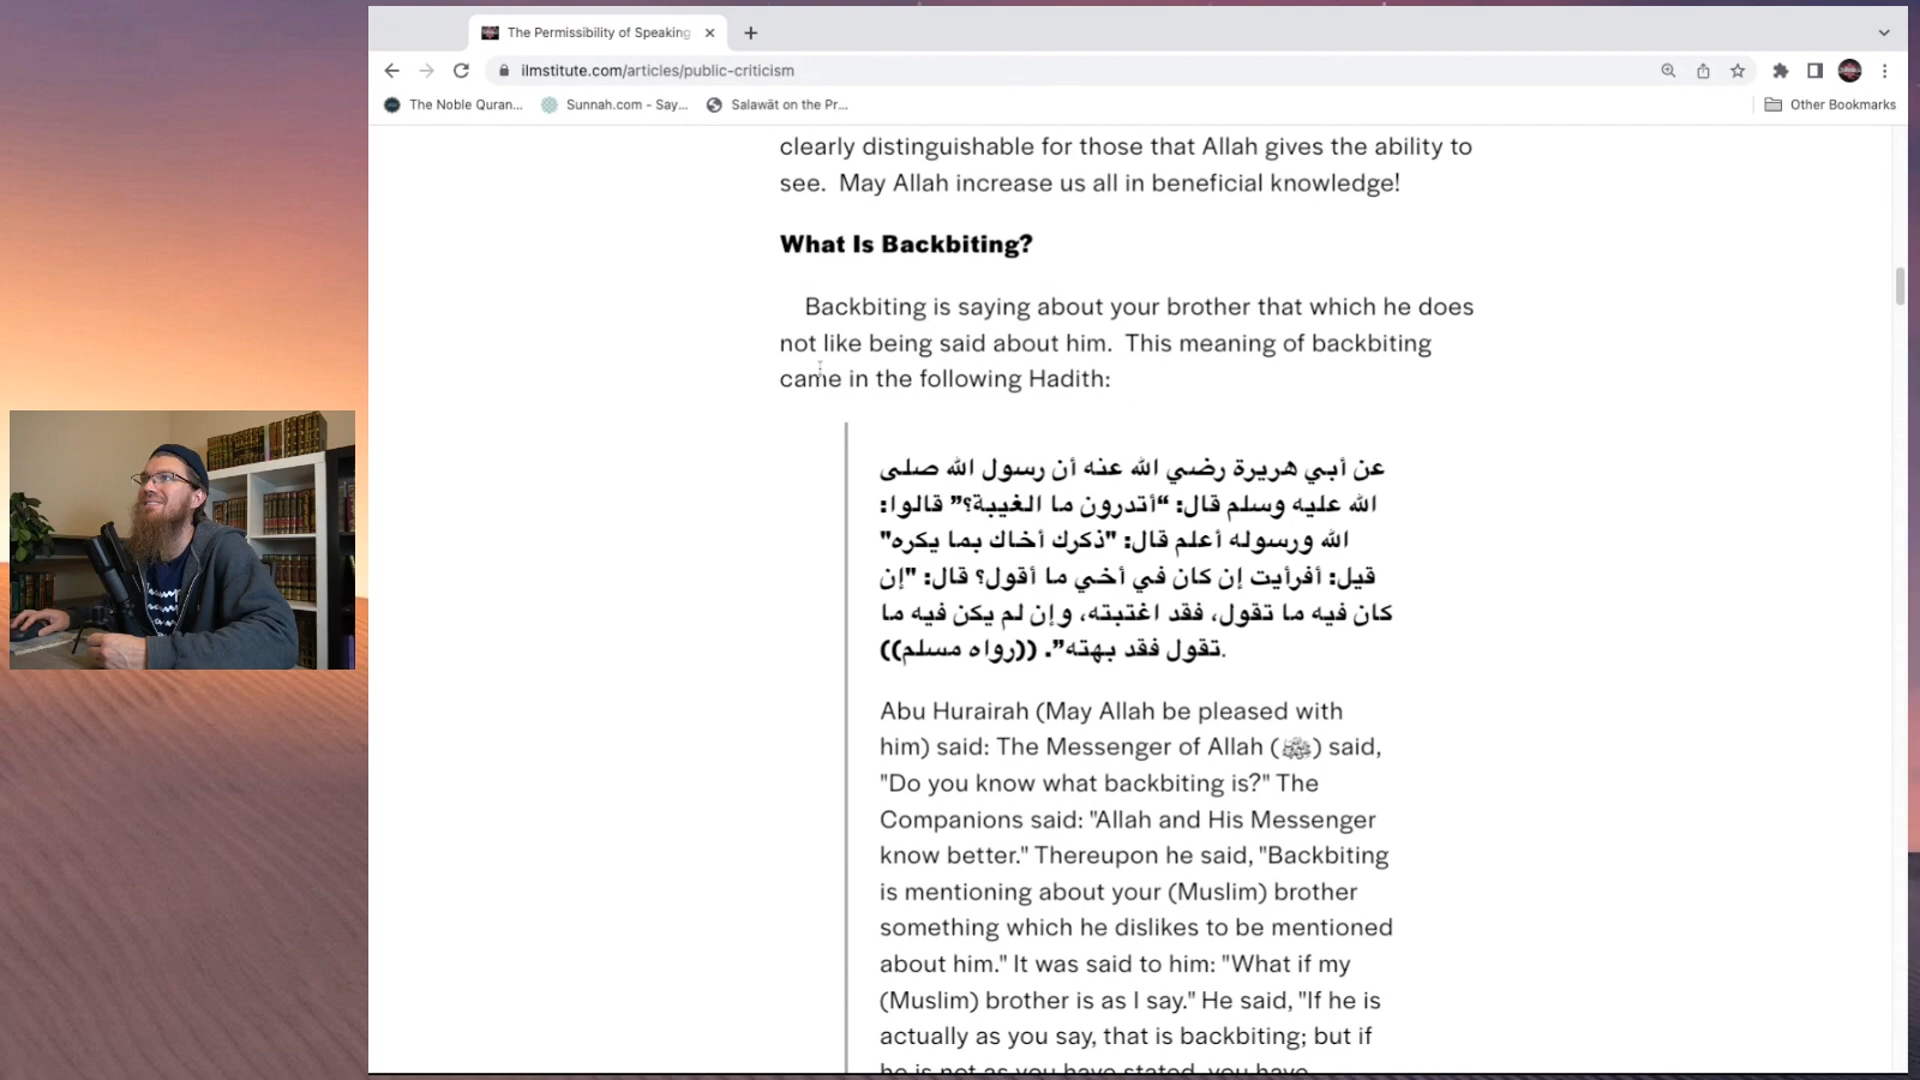 The Permissibility of Speaking
ilmstitute.com/articles/public-criticism
The Noble Quran...
Sunnah.com - Say...
Salawāt on the Pr...
Other Bookmarks
clearly distinguishable for those that Allah gives the ability to
see. May Allah increase us all in beneficial knowledge!
What Is Backbiting?
Backbiting is saying about your brother that which he does
not like being said about him. This meaning of backbiting
came in the following Hadith:
عن أبي هريرة رضي الله عنه أن رسول الله صلى
الله عليه وسلم قال: “أتدرون ما الغيبة؟” قالوا:
الله ورسوله أعلم قال: "ذكرك أخاك بما يكره"
قيل: أفرأيت إن كان في أخي ما أقول؟ قال: "إن
كان فيه ما تقول، فقد اغتبته، وإن لم يكن فيه ما
تقول فقد بهته”. ((رواه مسلم)).
Abu Hurairah (May Allah be pleased with
him) said: The Messenger of Allah (ﷺ) said,
"Do you know what backbiting is?" The
Companions said: "Allah and His Messenger
know better." Thereupon he said, "Backbiting
is mentioning about your (Muslim) brother
something which he dislikes to be mentioned
about him." It was said to him: "What if my
(Muslim) brother is as I say." He said, "If he is
actually as you say, that is backbiting; but if
he is not as you have stated, you have